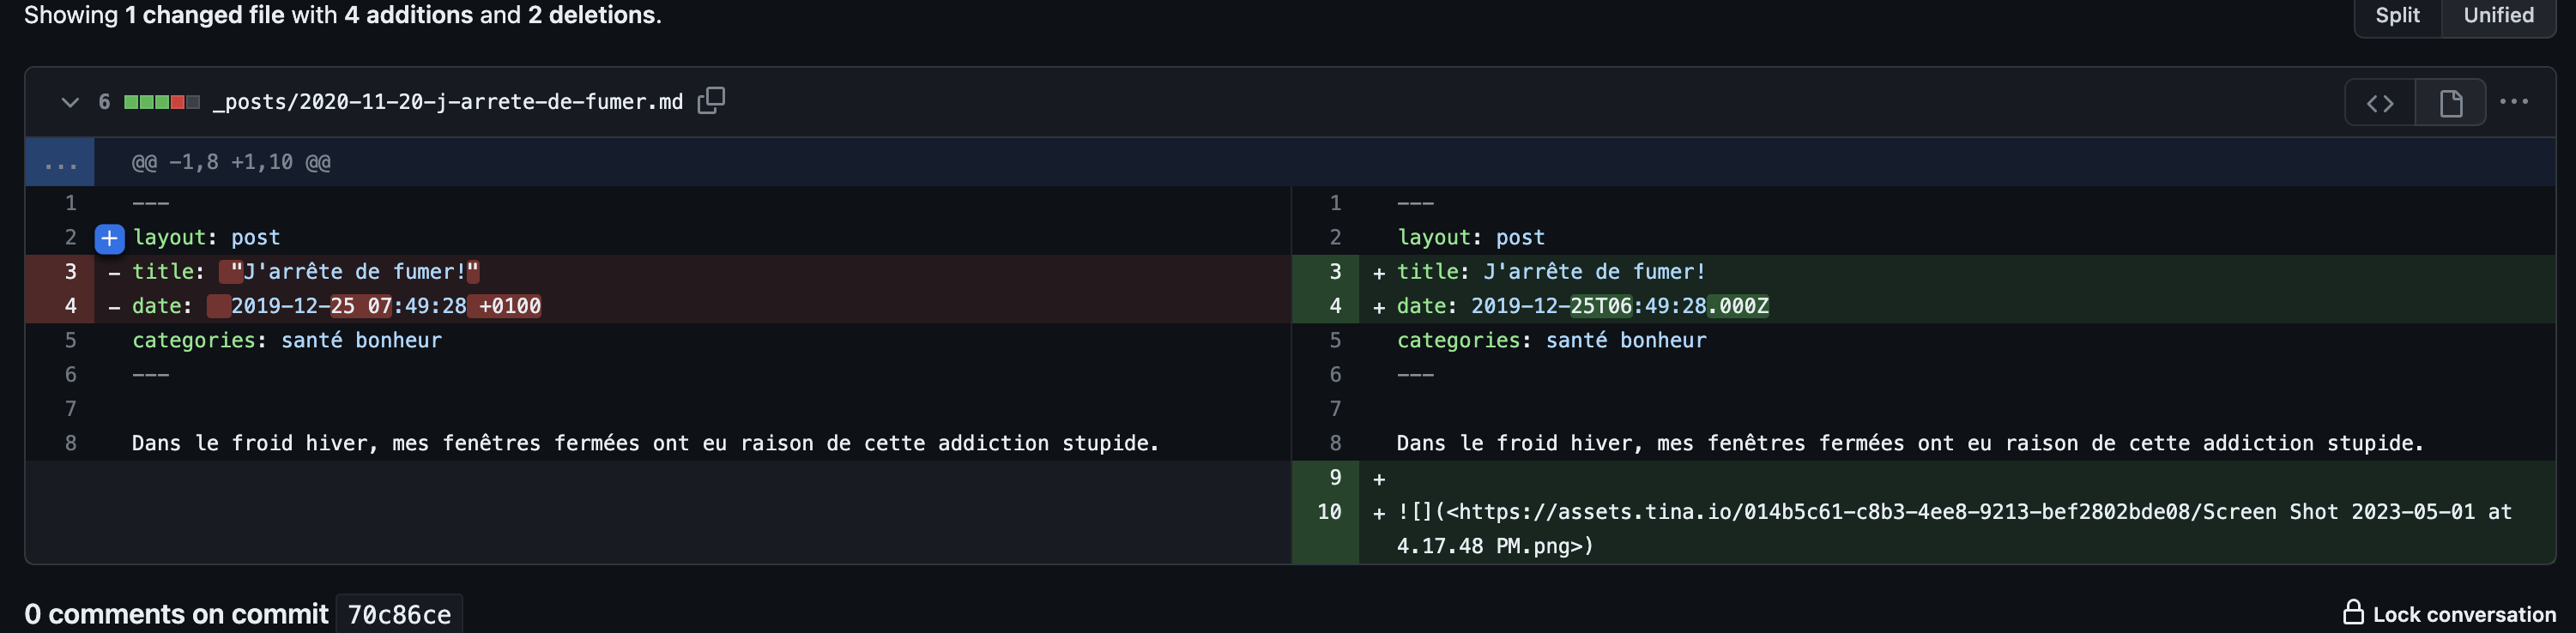 Showing 1 changed file with 4 additions and 2 deletions.
Split Unified
6 _posts/2020-11-20-j-arrete-de-fumer.md
... @@ -1,8 +1,10 @@
1 ---
2 layout: post
3 - title:  "J'arrête de fumer!"
4 - date:   2019-12-25 07:49:28 +0100
5 categories: santé bonheur
6 ---
7
8 Dans le froid hiver, mes fenêtres fermées ont eu raison de cette addiction stupide.
1 ---
2 layout: post
3 + title: J'arrête de fumer!
4 + date: 2019-12-25T06:49:28.000Z
5 categories: santé bonheur
6 ---
7
8 Dans le froid hiver, mes fenêtres fermées ont eu raison de cette addiction stupide.
9 +
10 + ![](<https://assets.tina.io/014b5c61-c8b3-4ee8-9213-bef2802bde08/Screen Shot 2023-05-01 at
4.17.48 PM.png>)
0 comments on commit 70c86ce
Lock conversation